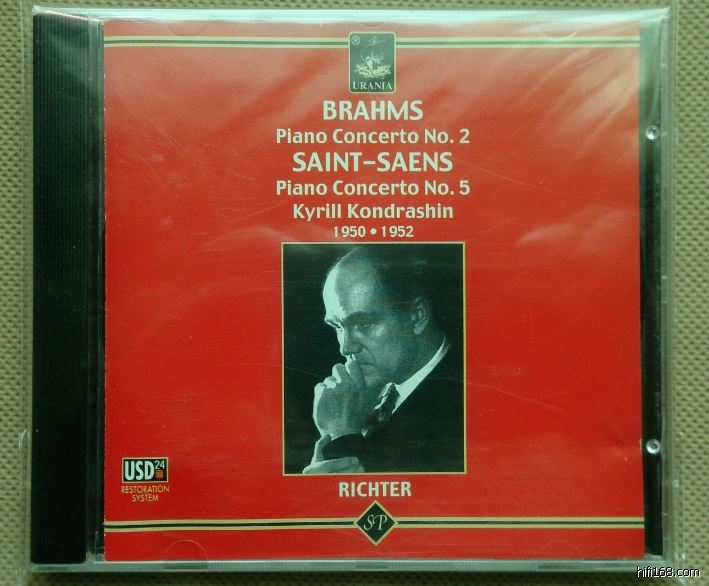 ®
URANIA
BRAHMS
Piano Concerto No. 2
SAINT-SAENS
Piano Concerto No. 5
Kyrill Kondrashin
1950 • 1952
USD 24
RESTORATION
SYSTEM
RICHTER
SP
hifi168.com